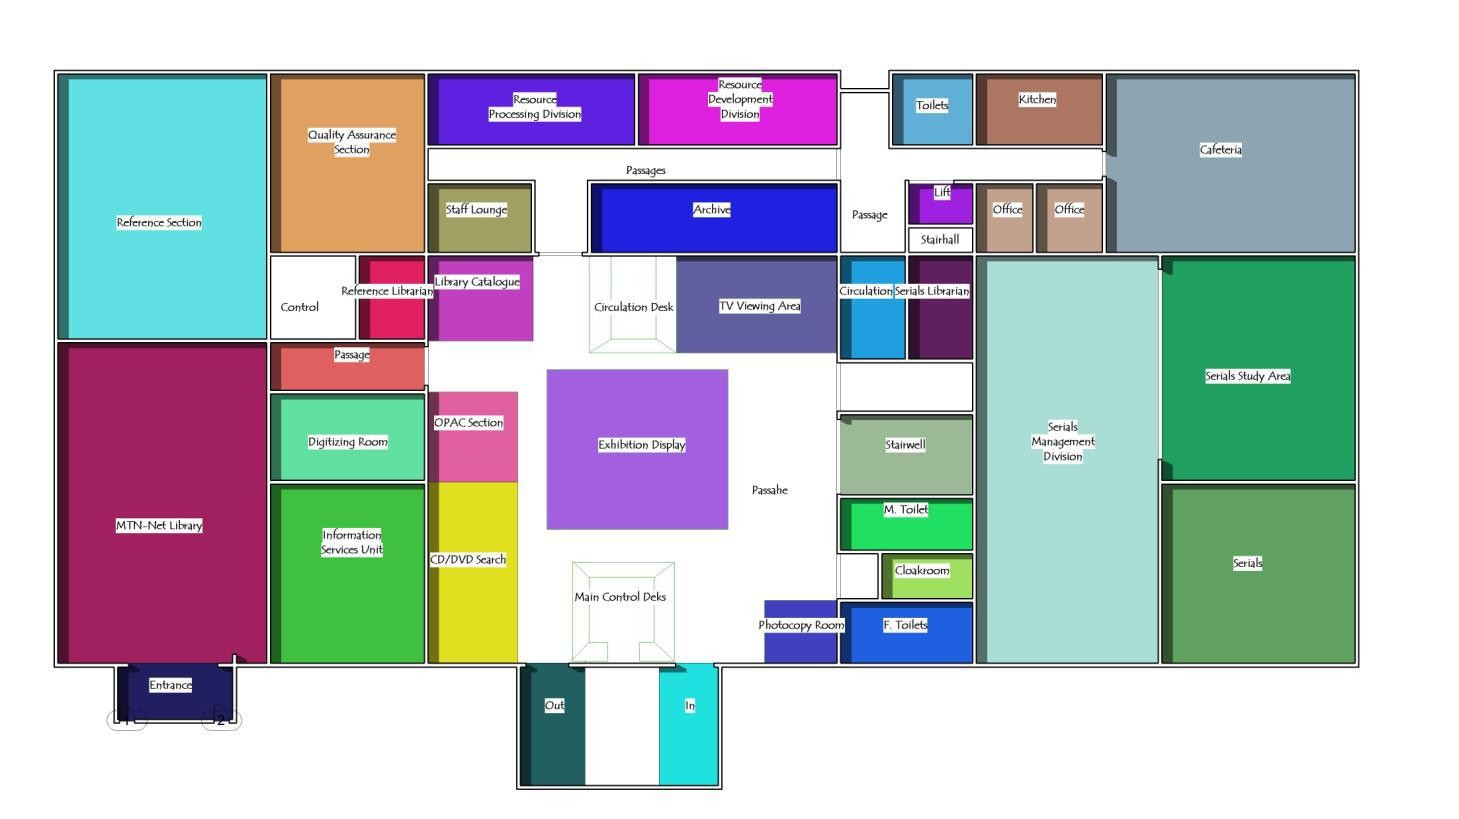 Resource
Processing Division
Resource
Development
Division
Toilets
Kitchen
Quality Assurance
Section
Cafeteria
Passages
Reference Section
Staff Lounge
Archive
Passage
Lift
Office
Office
Stairhall
Library Catalogue
Control
Reference Librarian
Circulation Desk
TV Viewing Area
Circulation
Serials Librarian
Passage
Serials Study Area
OPAC Section
Digitizing Room
Exhibition Display
Stairwell
Serials
Management
Division
Passahe
MTN-Net Library
Information
Services Unit
M. Toilet
CD/DVD Search
Cloakroom
Serials
Main Control Deks
Photocopy Room
F. Toilets
Entrance
Out
In
1
2